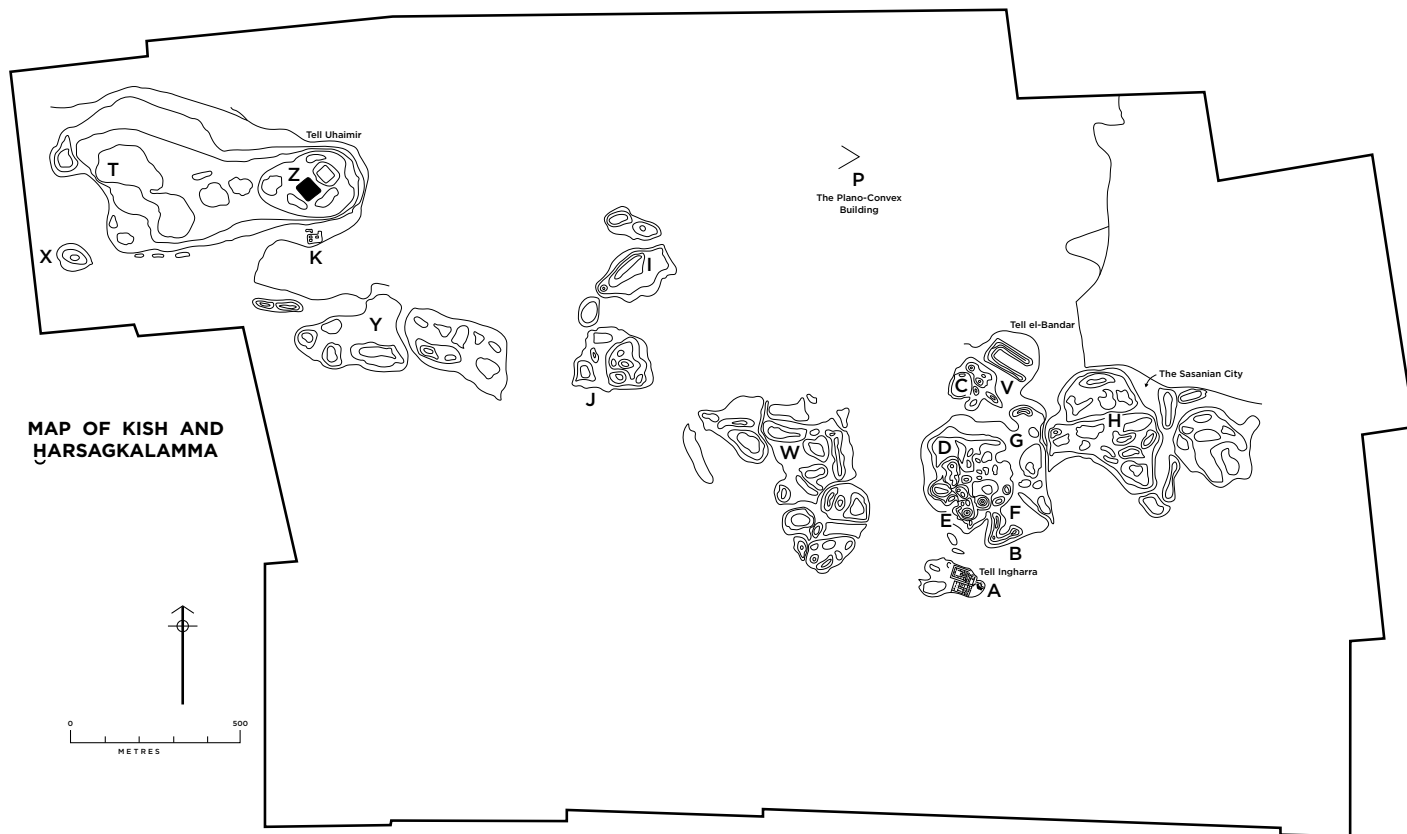 Tell Uhaimir
T
Z
X
K
Y
I
J
P
The Plano-Convex
Building
Tell el-Bandar
C
V
The Sasanian City
H
G
D
W
E
F
B
Tell Ingharra
A
MAP OF KISH AND
ḪARSAGKALAMMA
0
500
METRES